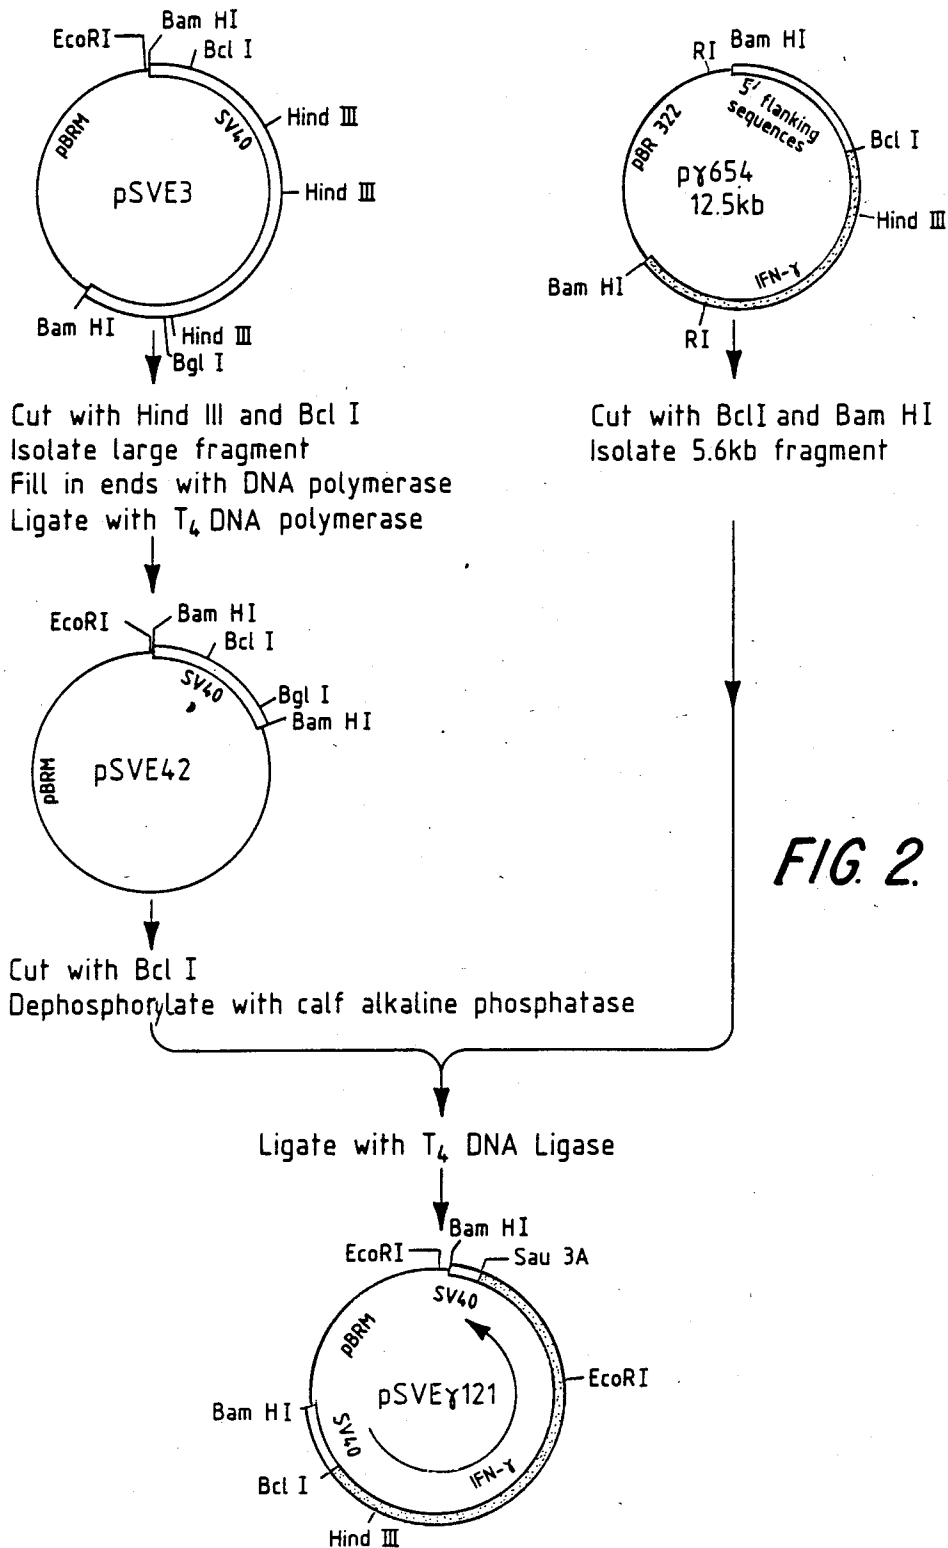 EcoRI
Bam HI
Bcl I
Hind III
Hind III
SV40
pBRM
pSVE3
Bam HI
Hind III
Bgl I
RI
Bam HI
5' flanking
sequences
pBR 322
Bcl I
pγ654
12.5kb
Hind III
IFN-γ
Bam HI
RI
Cut with Hind III and Bcl I
Isolate large fragment
Fill in ends with DNA polymerase
Ligate with T4 DNA polymerase
Cut with BclI and Bam HI
Isolate 5.6kb fragment
EcoRI
Bam HI
Bcl I
SV40
Bgl I
Bam HI
pBRM
pSVE42
FIG. 2.
Cut with Bcl I
Dephosphorylate with calf alkaline phosphatase
Ligate with T4 DNA Ligase
EcoRI
Bam HI
Sau 3A
SV40
pBRM
EcoRI
pSVEγ121
Bam HI
SV40
IFN-γ
Bcl I
Hind III